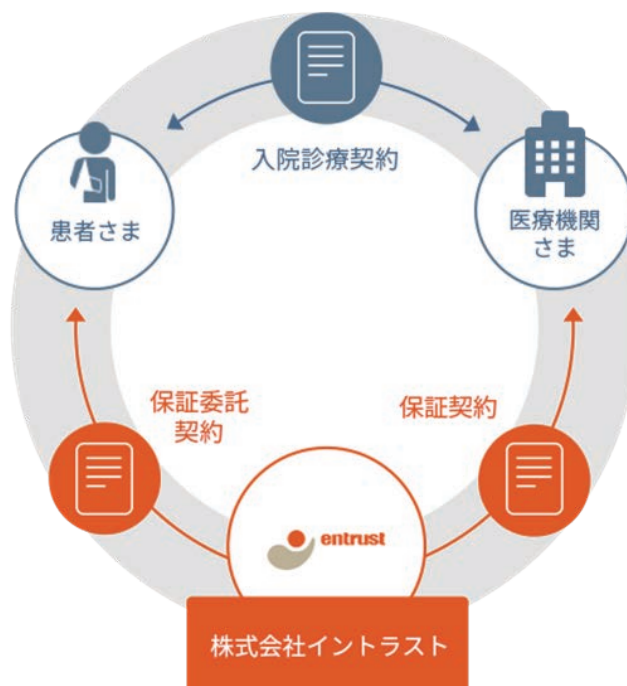 入院診療契約
患者さま
医療機関
さま
保証委託
契約
保証契約
entrust
株式会社イントラスト